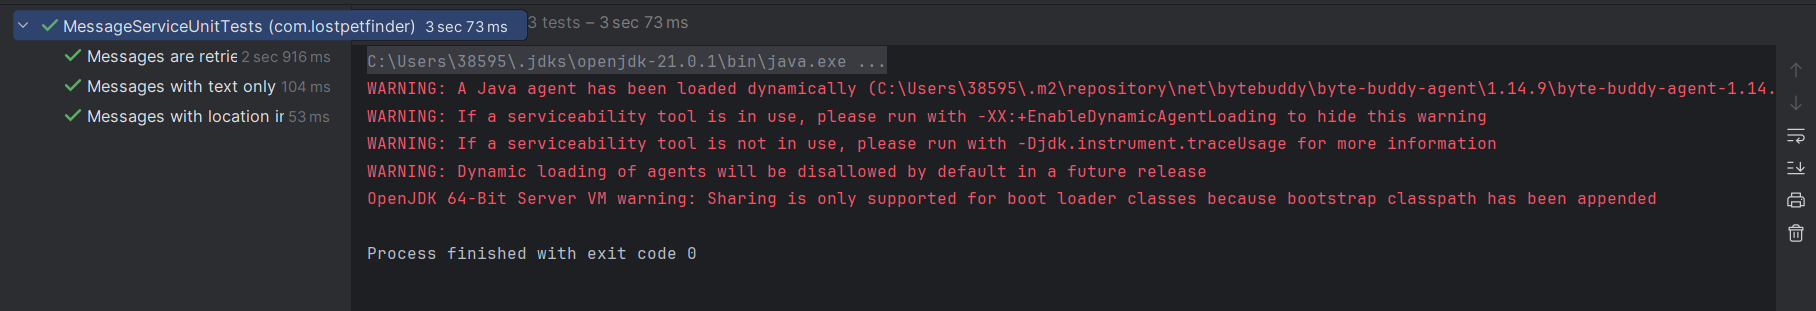 MessageServiceUnitTests (com.lostpetfinder) 3 sec 73 ms
3 tests – 3 sec 73 ms
Messages are retrie 2 sec 916 ms
Messages with text only 104 ms
Messages with location in 53 ms
C:\Users\38595\.jdks\openjdk-21.0.1\bin\java.exe ...
WARNING: A Java agent has been loaded dynamically (C:\Users\38595\.m2\repository\net\bytebuddy\byte-buddy-agent\1.14.9\byte-buddy-agent-1.14.
WARNING: If a serviceability tool is in use, please run with -XX:+EnableDynamicAgentLoading to hide this warning
WARNING: If a serviceability tool is not in use, please run with -Djdk.instrument.traceUsage for more information
WARNING: Dynamic loading of agents will be disallowed by default in a future release
OpenJDK 64-Bit Server VM warning: Sharing is only supported for boot loader classes because bootstrap classpath has been appended
Process finished with exit code 0